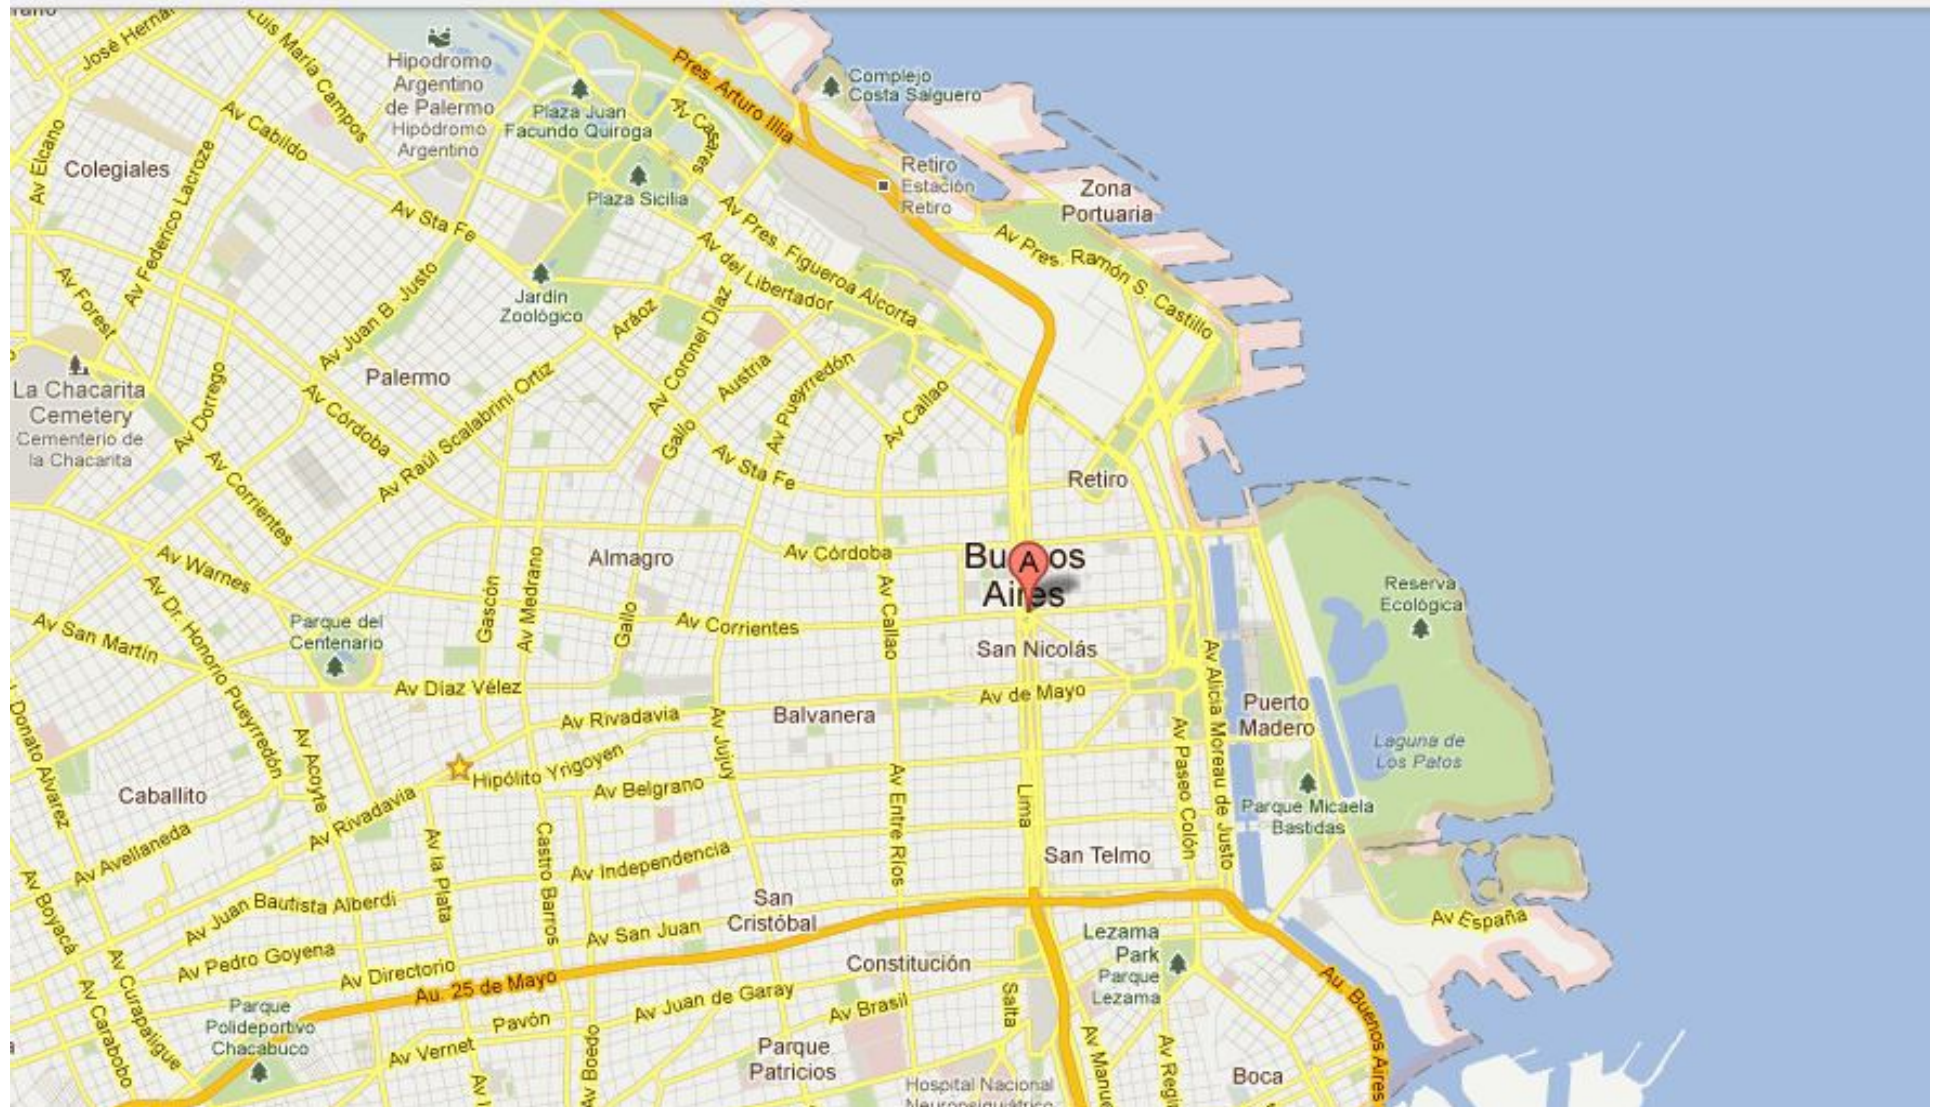 José Hernár
Luis María Campos
Hipodromo
Argentino
de Palermo
Hipódromo
Argentino
Pres. Arturo Illia
Complejo
Costa Salguero
Plaza Juan
Facundo Quiroga
Av Casares
Av Cabildo
Av Elcano
Colegiales
Av Federico Lacroze
Retiro
Estación
Retiro
Zona
Portuaria
Plaza Sicilia
Av Sta Fe
Av Pres. Figueroa Alcorta
Av del Libertador
Av Pres. Ramón S. Castillo
Av Forest
Av Juan B. Justo
Jardín
Zoológico
Aráoz
Av Coronel Díaz
Austria
Av Pueyrredón
Av Callao
La Chacarita
Cemetery
Cementerio de
la Chacarita
Av Dorrego
Palermo
Av Córdoba
Av Raúl Scalabrini Ortiz
Gallo
Av Sta Fe
Retiro
Av Corrientes
Av Warnes
Almagro
Av Córdoba
Buenos
Aires
A
Reserva
Ecológica
Av San Martín
Av Dr. Honorio Pueyrredón
Parque del
Centenario
Gascón
Av Medrano
Gallo
Av Corrientes
Av Callao
San Nicolás
Av Díaz Vélez
Av de Mayo
Av Alicia Moreau de Justo
Puerto
Madero
Av Rivadavia
Balvanera
Av Jujuy
Laguna de
Los Patos
Donato Alvarez
Av Acoyte
Hipólito Yrigoyen
Av Belgrano
Caballito
Av Rivadavia
Av Entre Ríos
Lima
Av Paseo Colón
Parque Micaela
Bastidas
Av Avellaneda
Av la Plata
Castro Barros
Av Independencia
San Telmo
Av Boyacá
Av Juan Bautista Alberdi
San
Cristóbal
Av España
Av San Juan
Av Pedro Goyena
Av Directorio
Constitución
Lezama
Park
Parque
Lezama
Av Curapaligue
Av Carabobo
Au. 25 de Mayo
Au. Buenos Aires
Parque
Polideportivo
Chacabuco
Pavón
Av Juan de Garay
Av Brasil
Salta
Av Vernet
Av Boedo
Parque
Patricios
Av Manue
Av Regi
Boca
Hospital Nacional
Neuropsiquiátrico